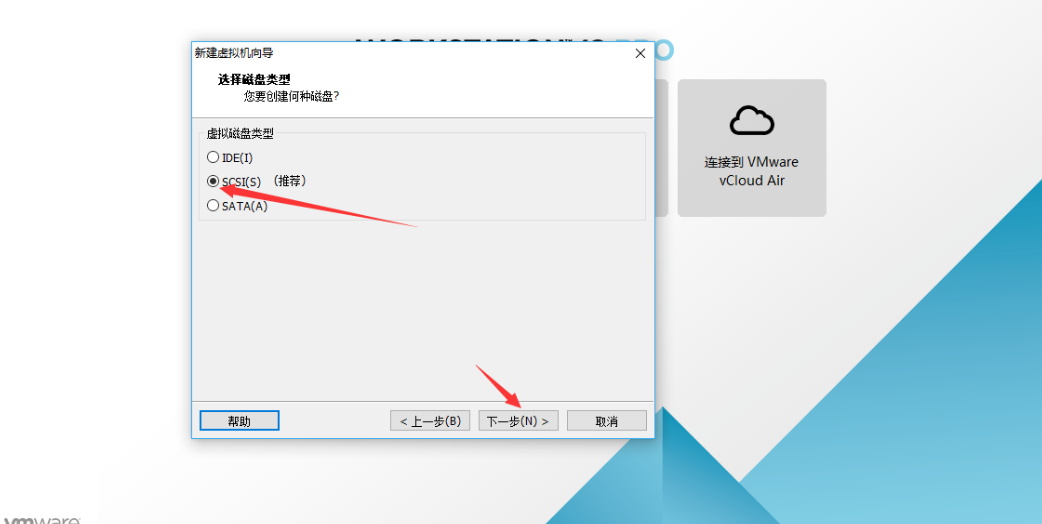 新建虚拟机向导
选择磁盘类型
您要创建何种磁盘?
虚拟磁盘类型
IDE(I)
SCSI(S) (推荐)
SATA(A)
帮助
< 上一步(B)
下一步(N) >
取消
连接到 VMware
vCloud Air
vmware